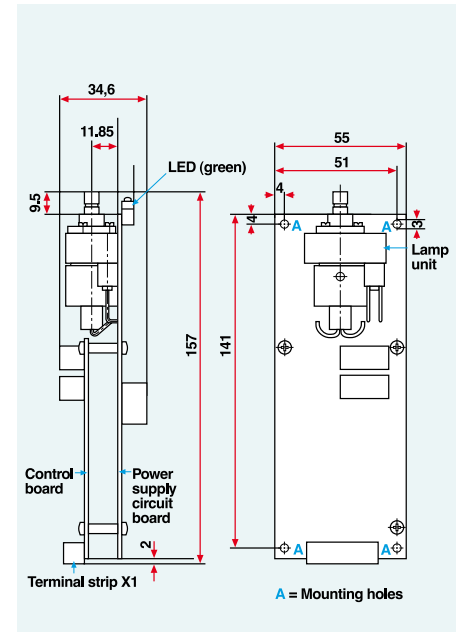 34,6
11.85
LED (green)
9.5
157
Control
board
Power
supply
circuit
board
2
Terminal strip X1
55
51
4
4
A
A
3
Lamp
unit
141
A
A
A = Mounting holes